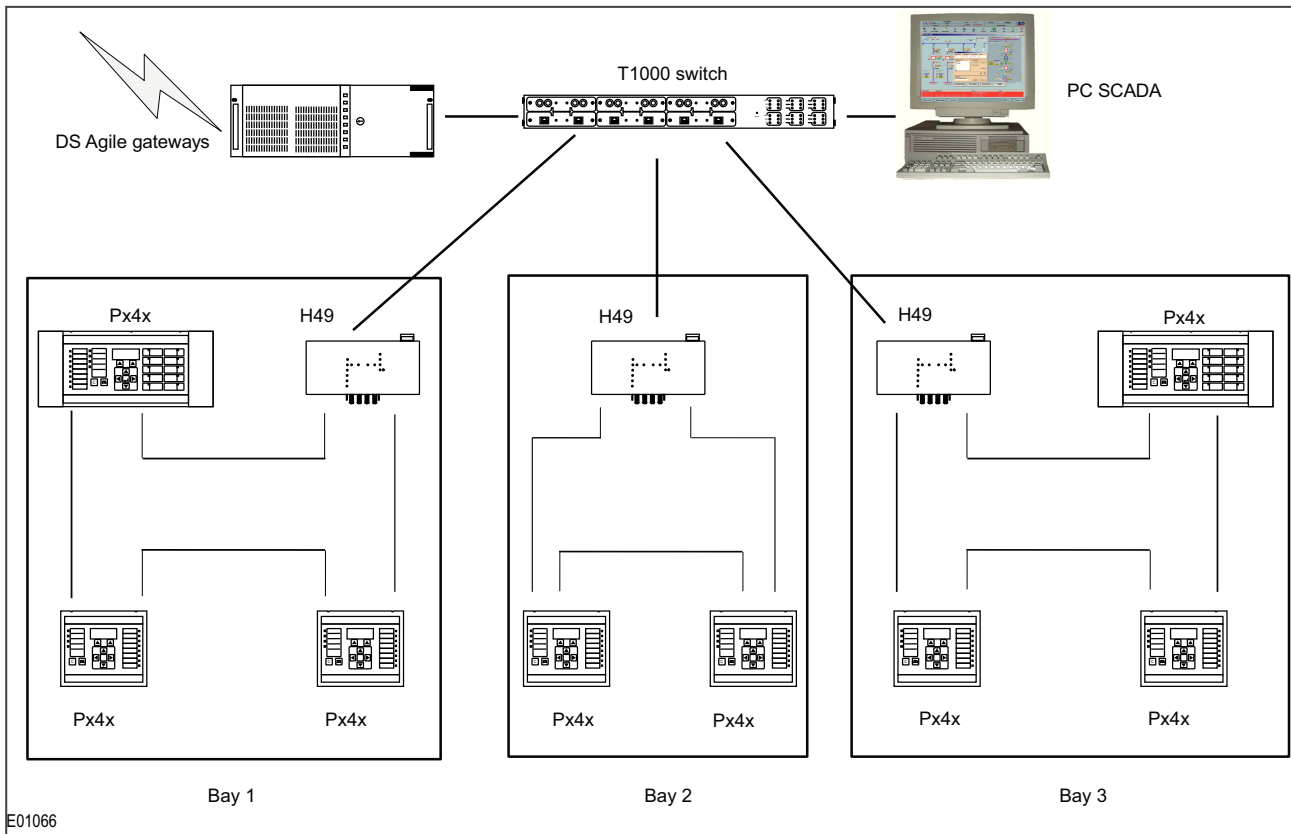 T1000 switch
PC SCADA
DS Agile gateways
Px4x
H49
H49
H49
Px4x
Px4x
Px4x
Px4x
Px4x
Px4x
Px4x
Bay 1
Bay 2
Bay 3
E01066